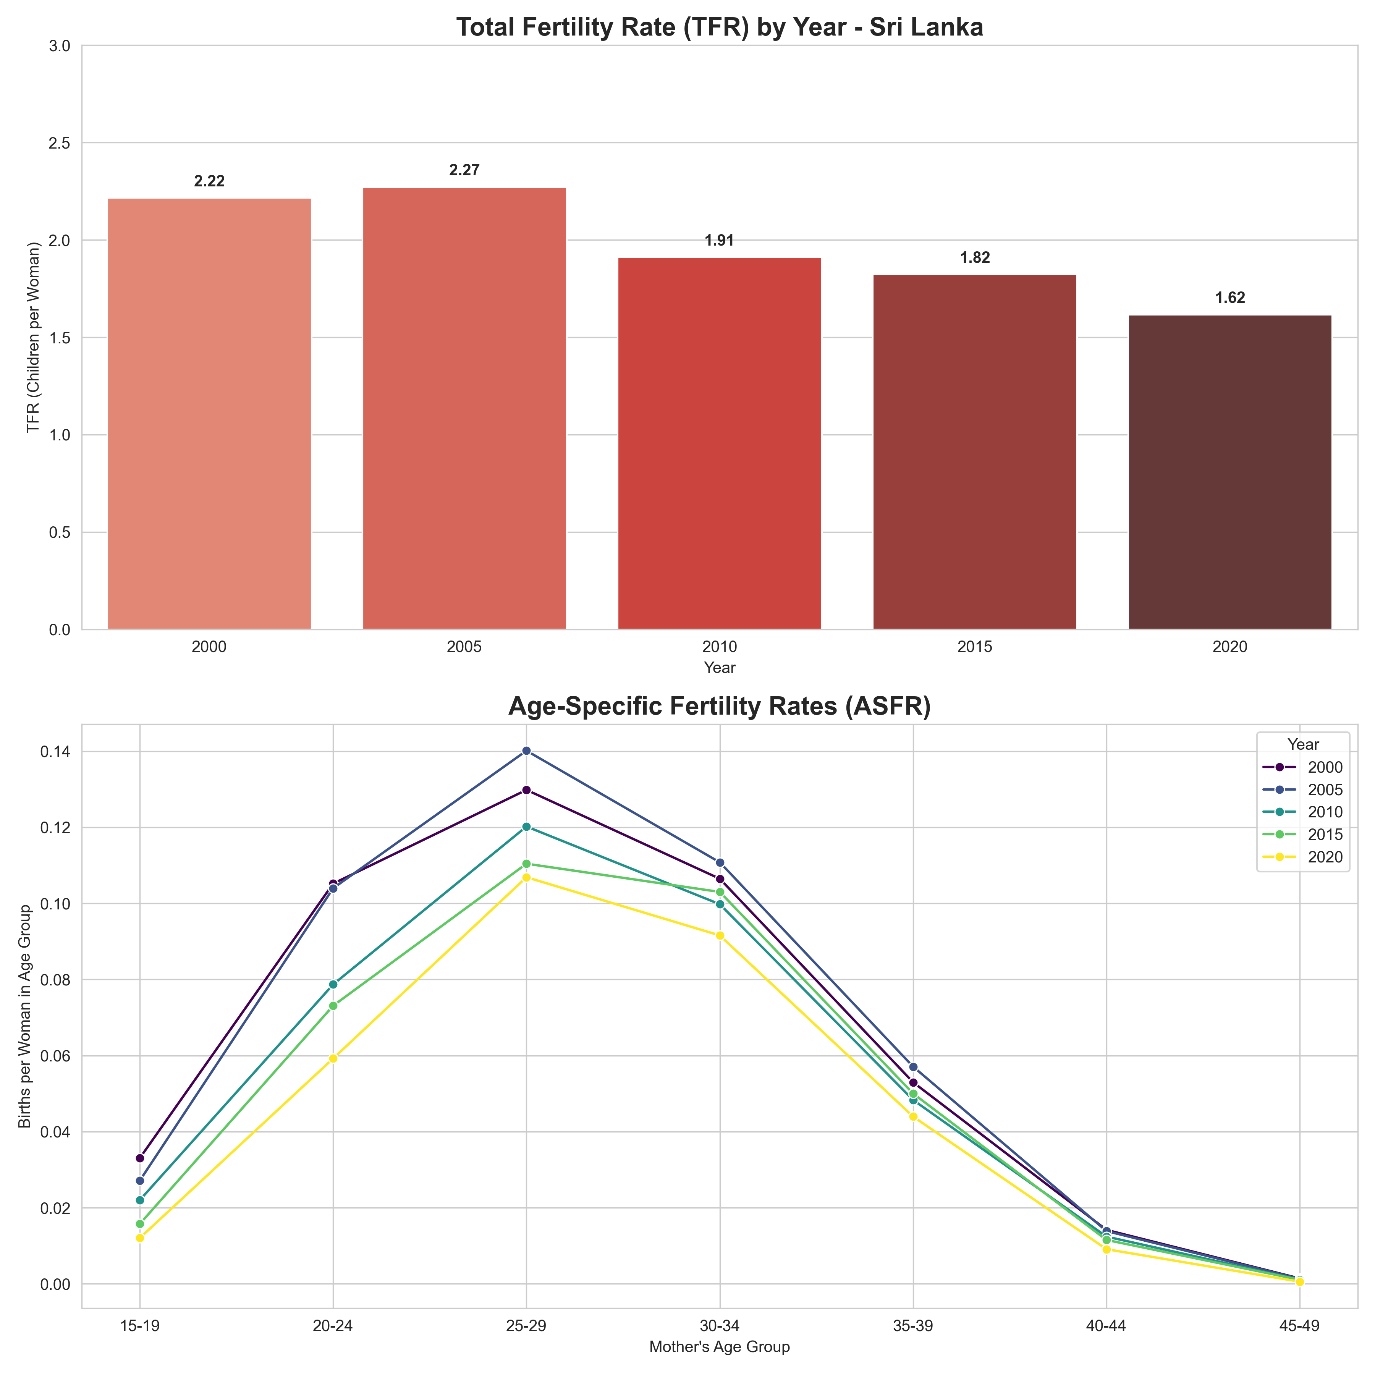 Total Fertility Rate (TFR) by Year - Sri Lanka
3.0
2.5
2.0
1.5
1.0
0.5
0.0
TFR (Children per Woman)
2.22
2.27
1.91
1.82
1.62
2000 2005 2010 2015 2020
Year
Age-Specific Fertility Rates (ASFR)
0.14
0.12
0.10
0.08
0.06
0.04
0.02
0.00
Births per Woman in Age Group
Year
2000
2005
2010
2015
2020
15-19 20-24 25-29 30-34 35-39 40-44 45-49
Mother's Age Group